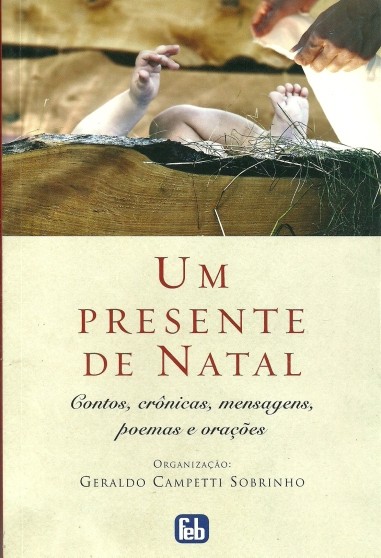 UM
PRESENTE
DE NATAL
Contos, crônicas, mensagens,
poemas e orações
ORGANIZAÇÃO:
GERALDO CAMPETTI SOBRINHO
feb